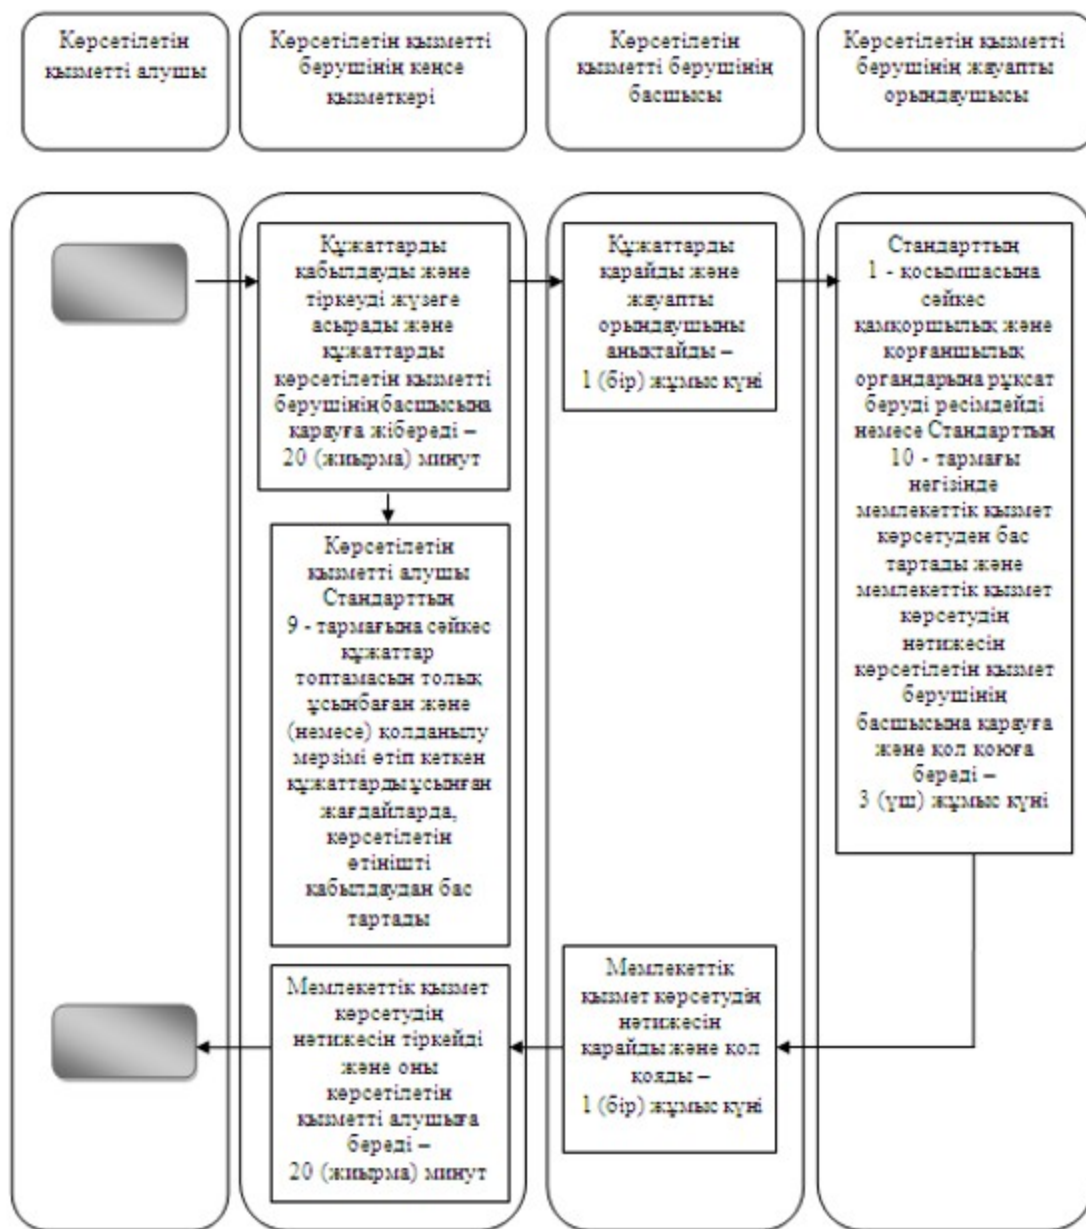 Көрсетілетін
қызметті алушы
Көрсетілетін қызметті
берушінің кеңсе
қызметкері
Көрсетілетін
қызметті берушінің
басшысы
Көрсетілетін қызметті
берушінің жауапты
орындаушысы
Құжаттарды
қабылдауды және
тіркеуді жүзеге
асырады және
құжаттарды
көрсетілетін қызметті
берушінің басшысына
қарауға жібереді –
20 (жиырма) минут
Құжаттарды
қарайды және
жауапты
орындаушыны
анықтайды –
1 (бір) жұмыс күні
Стандарттың
1 - қосымшасына
сәйкес
қамқоршылық және
қорғаншылық
органдарына рұқсат
беруді ресімдейді
немесе Стандарттың
10 - тармағы
негізінде
мемлекеттік қызмет
көрсетуден бас
тартады және
мемлекеттік қызмет
көрсетудің
нәтижесін
көрсетілетін қызмет
берушінің
басшысына қарауға
және қол қоюға
береді –
3 (үш) жұмыс күні
Көрсетілетін
қызметті алушы
Стандарттың
9 - тармағына сәйкес
құжаттар
топтамасын толық
ұсынбаған және
(немесе) қолданылу
мерзімі өтіп кеткен
құжаттарды ұсынған
жағдайларда,
көрсетілетін
өтінішті
қабылдаудан бас
тартады
Мемлекеттік қызмет
көрсетудің
нәтижесін тіркейді
және оны
көрсетілетін
қызметті алушыға
береді –
20 (жиырма) минут
Мемлекеттік
қызмет көрсетудің
нәтижесін
қарайды және қол
қояды –
1 (бір) жұмыс күні